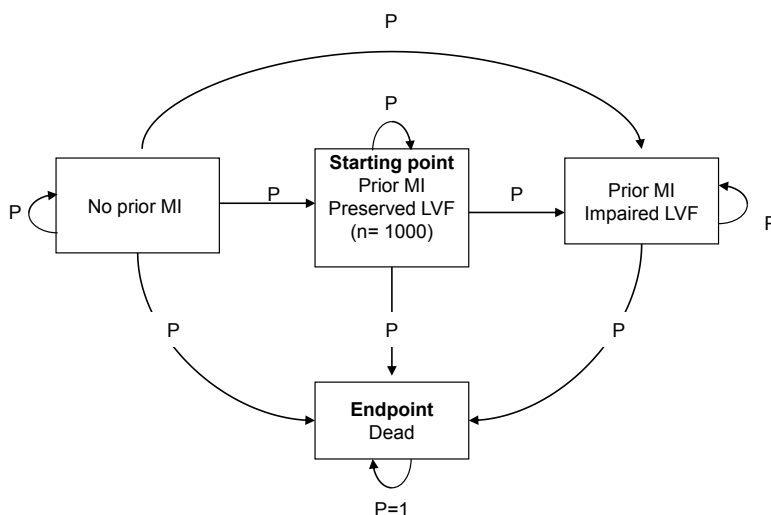 P
P
Starting point
Prior MI
Preserved LVF
(n= 1000)
No prior MI
Prior MI
Impaired LVF
P
P
P
P
P
P
P
Endpoint
Dead
P=1